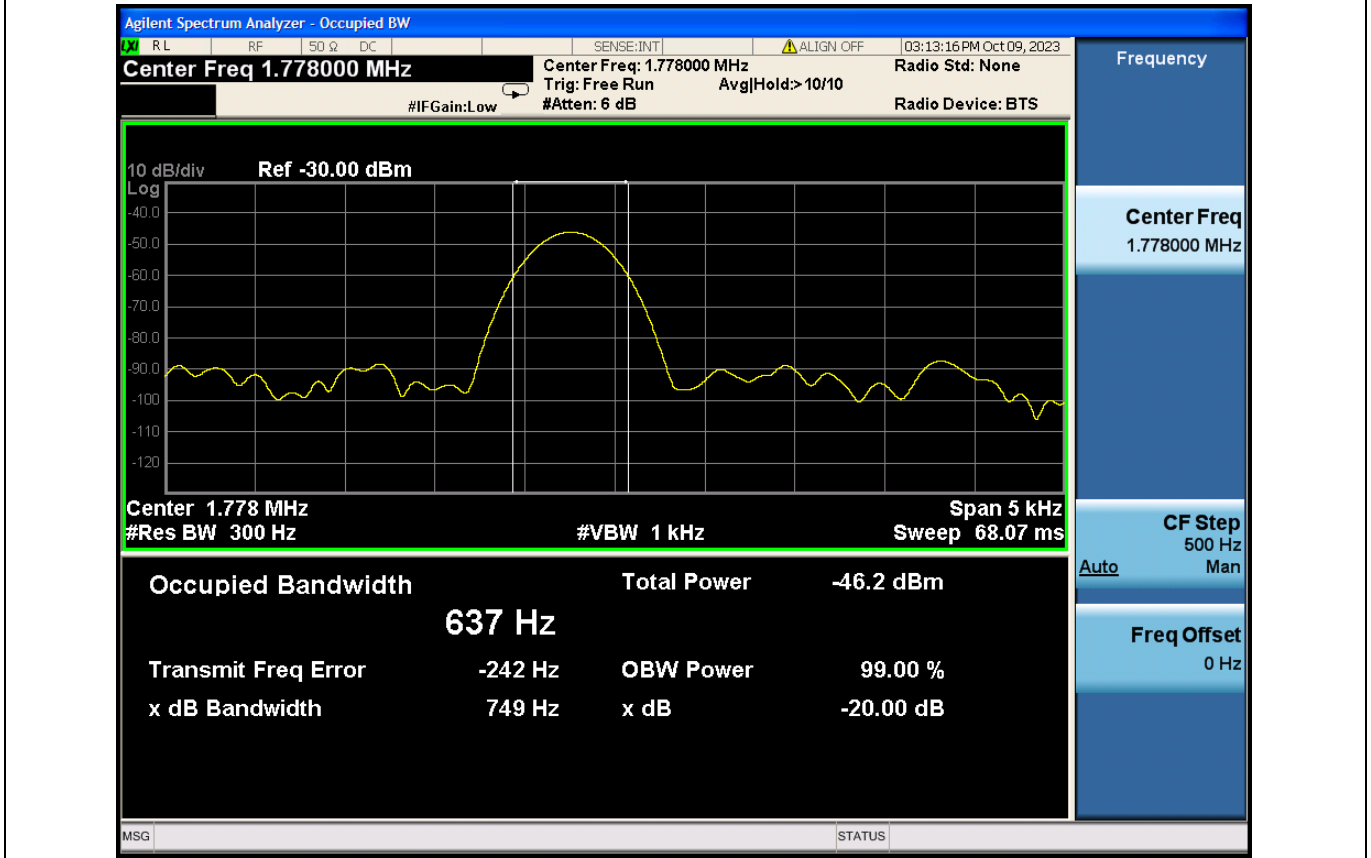 Agilent Spectrum Analyzer - Occupied BW
LXI RL RF 50 Ω DC SENSE:INT ALIGN OFF 03:13:16 PM Oct 09, 2023
Center Freq 1.778000 MHz
Center Freq: 1.778000 MHz Radio Std: None
Trig: Free Run Avg|Hold:>10/10
#IFGain:Low #Atten: 6 dB Radio Device: BTS
Frequency
10 dB/div Ref -30.00 dBm
Log
-40.0
-50.0
-60.0
-70.0
-80.0
-90.0
-100
-110
-120
Center 1.778 MHz Span 5 kHz
#Res BW 300 Hz #VBW 1 kHz Sweep 68.07 ms
Occupied Bandwidth Total Power -46.2 dBm
637 Hz
Transmit Freq Error -242 Hz OBW Power 99.00 %
x dB Bandwidth 749 Hz x dB -20.00 dB
Center Freq
1.778000 MHz
CF Step
500 Hz
Auto Man
Freq Offset
0 Hz
MSG STATUS